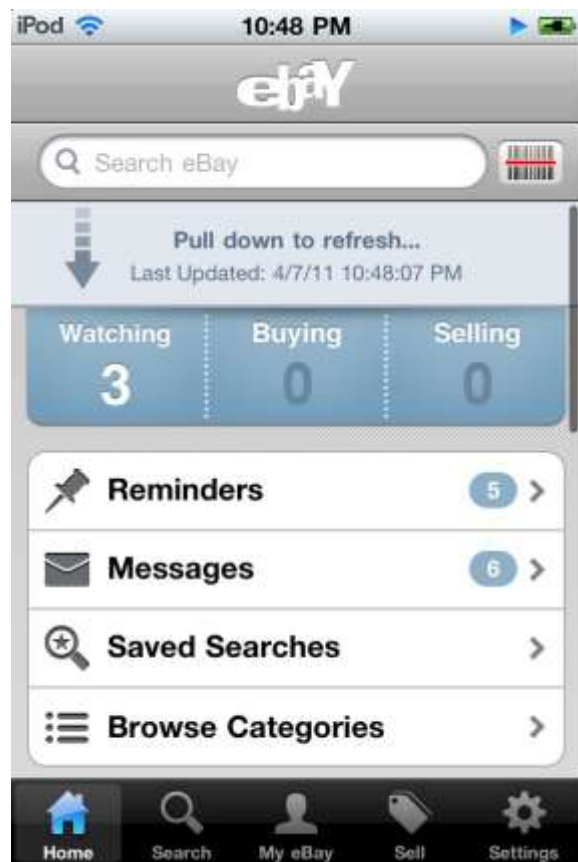 iPod 10:48 PM
ebaY
Search eBay
Pull down to refresh...
Last Updated: 4/7/11 10:48:07 PM
Watching Buying Selling
3 0 0
Reminders 5
Messages 6
Saved Searches
Browse Categories
Home Search My eBay Sell Settings